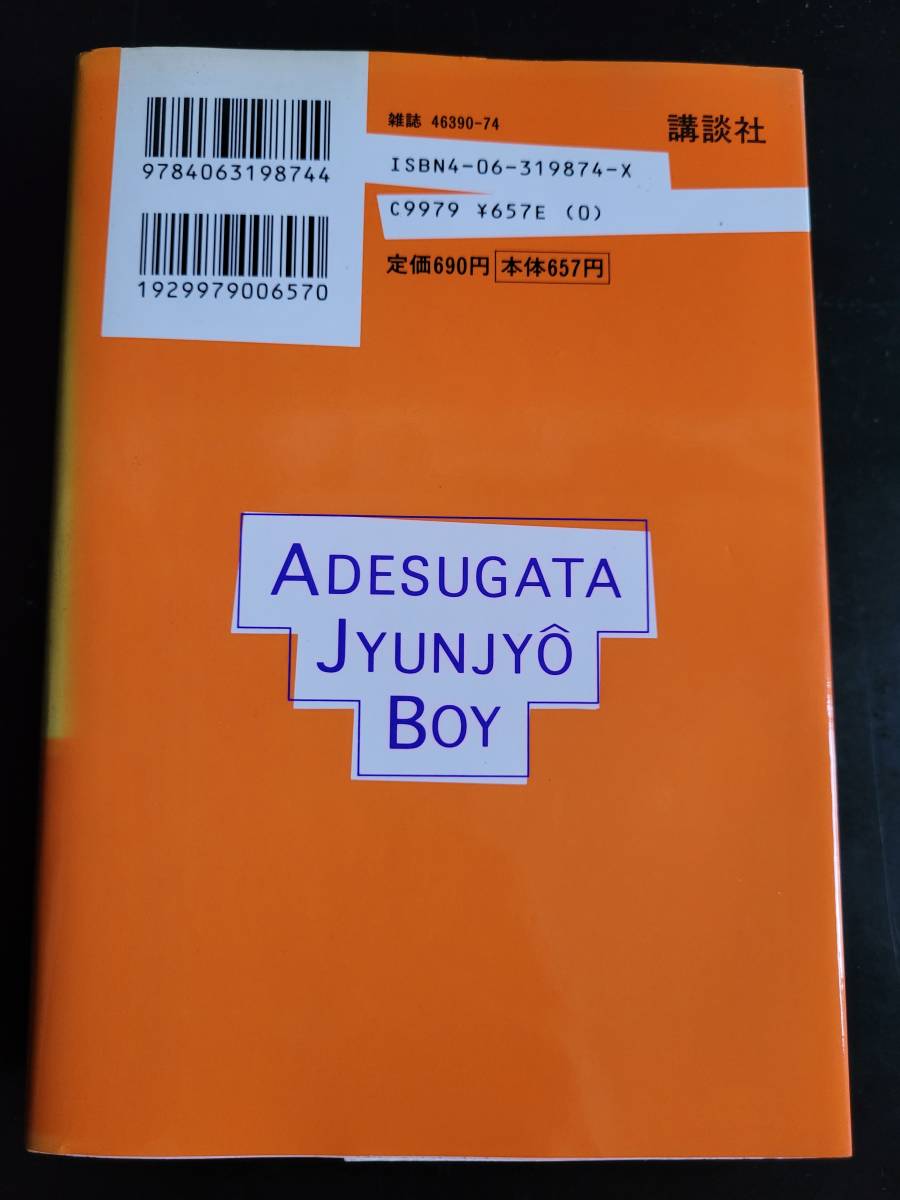 9784063198744
1929979006570
雑誌 46390-74
講談社
ISBN4-06-319874-X
C9979 ¥657E (0)
定価690円 本体657円
ADESUGATA
JYUNJYÔ
BOY